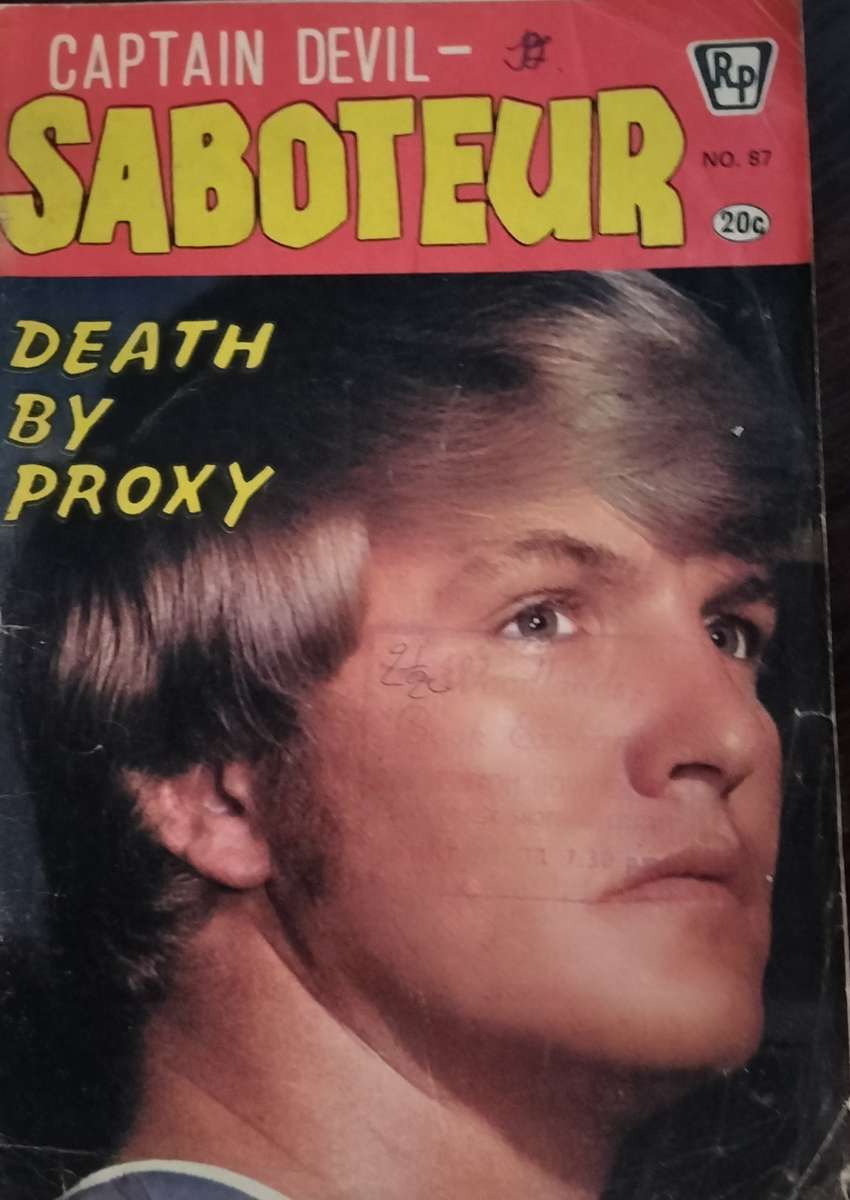 CAPTAIN DEVIL –
SABOTEUR
RP
NO. 87
20c
DEATH
BY
PROXY